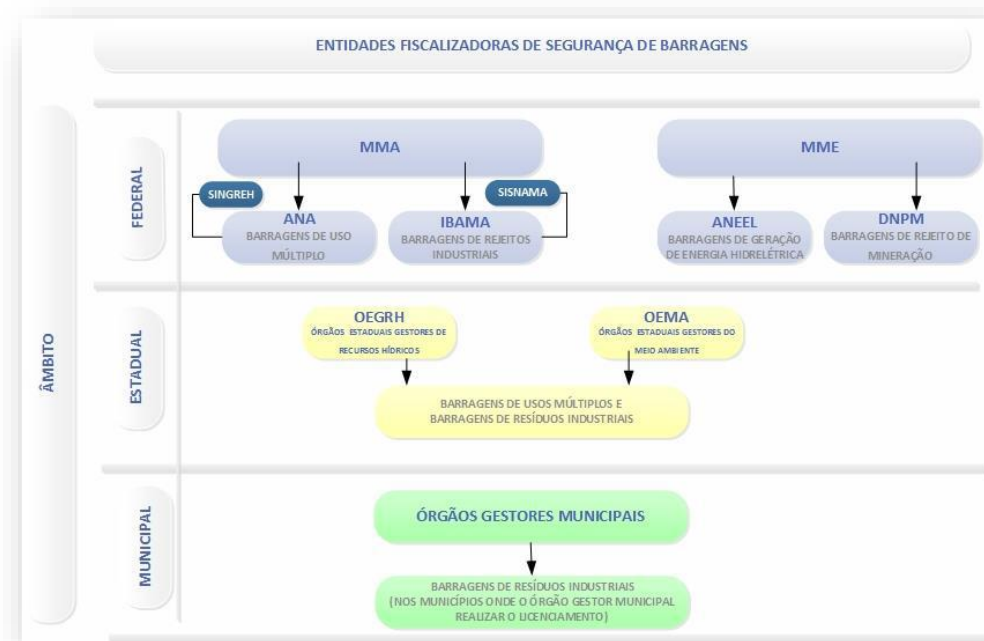 ENTIDADES FISCALIZADORAS DE SEGURANÇA DE BARRAGENS
ÂMBITO
FEDERAL
MMA
MME
SINGREH
SISNAMA
ANA
BARRAGENS DE USO
MÚLTIPLO
IBAMA
BARRAGENS DE REJEITOS
INDUSTRIAIS
ANEEL
BARRAGENS DE GERAÇÃO
DE ENERGIA HIDRELÉTRICA
DNPM
BARRAGENS DE REJEITO DE
MINERAÇÃO
ESTADUAL
OEGRH
ÓRGÃOS ESTADUAIS GESTORES DE
RECURSOS HÍDRICOS
OEMA
ÓRGÃOS ESTADUAIS GESTORES DO
MEIO AMBIENTE
BARRAGENS DE USOS MÚLTIPLOS E
BARRAGENS DE RESÍDUOS INDUSTRIAIS
MUNICIPAL
ÓRGÃOS GESTORES MUNICIPAIS
BARRAGENS DE RESÍDUOS INDUSTRIAIS
(NOS MUNICÍPIOS ONDE O ÓRGÃO GESTOR MUNICIPAL
REALIZAR O LICENCIAMENTO)